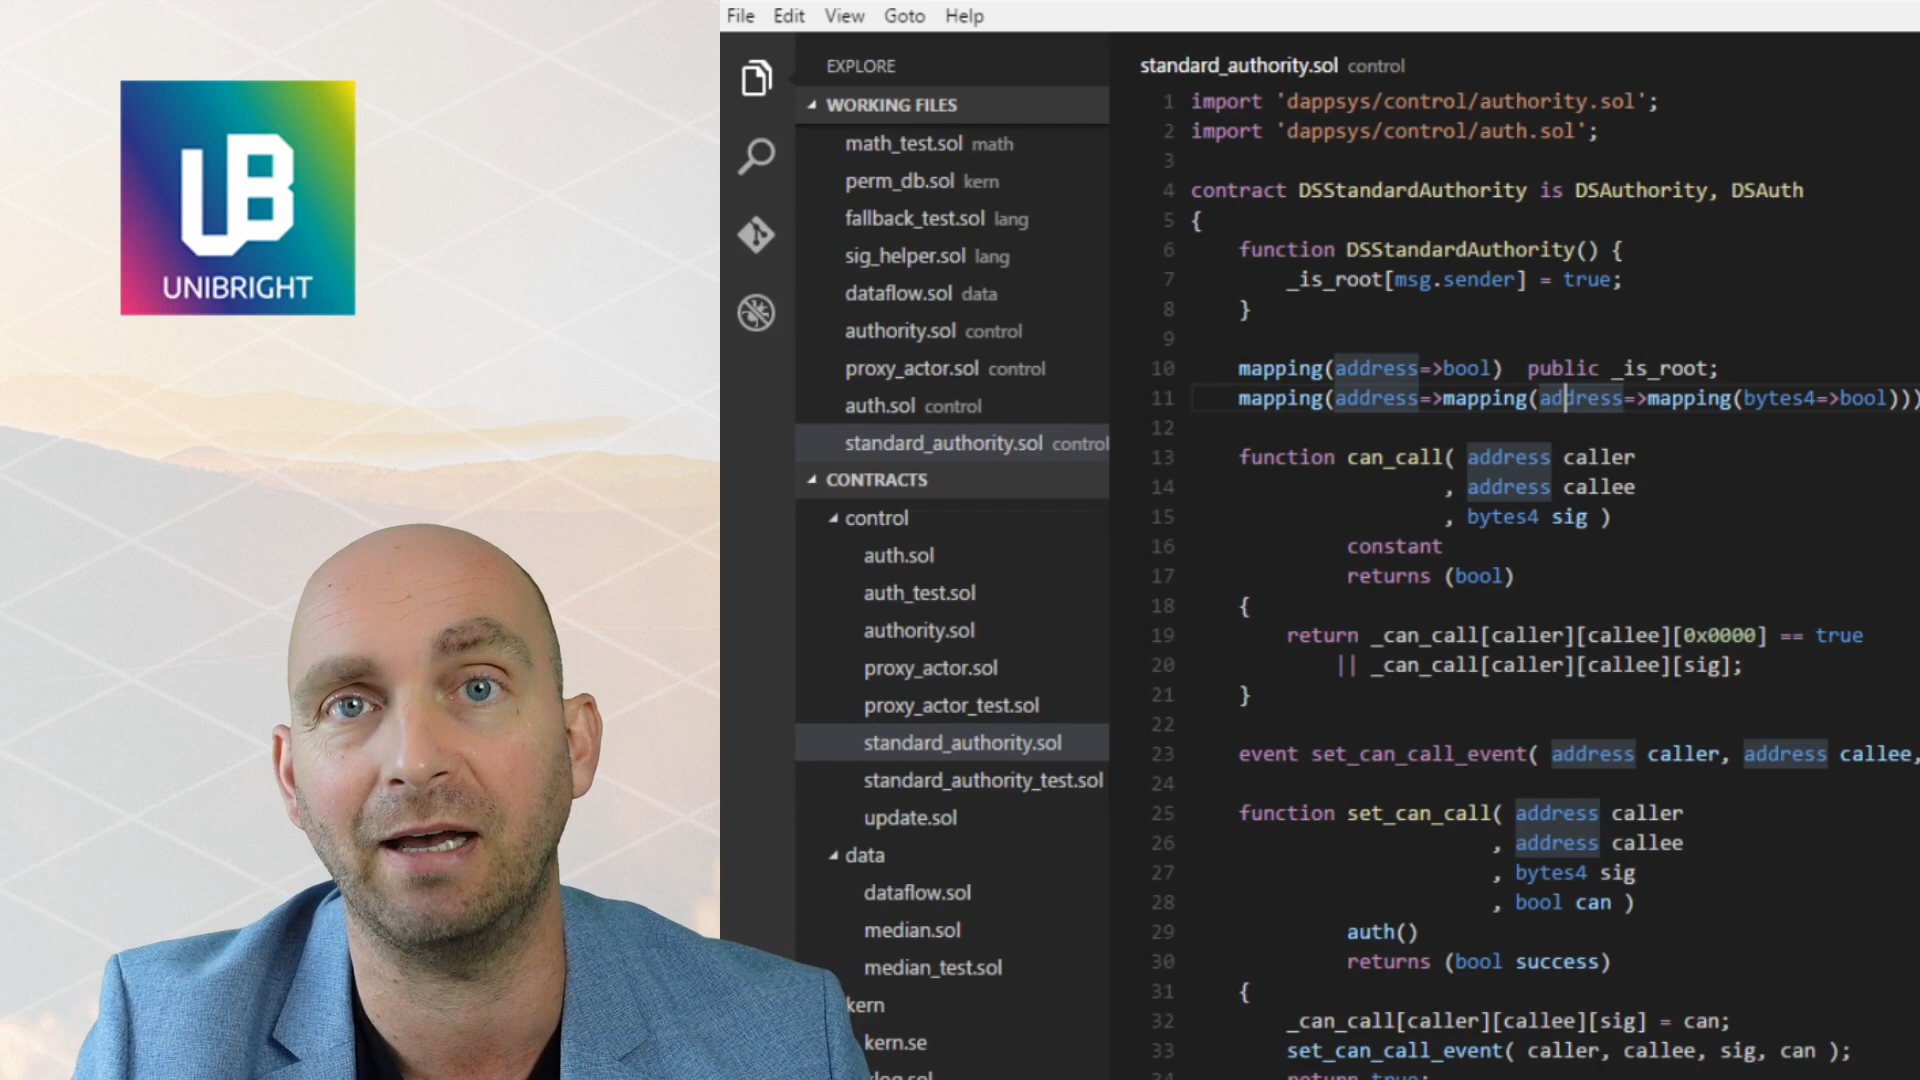 UB
UNIBRIGHT
File Edit View Goto Help
EXPLORE
WORKING FILES
math_test.sol math
perm_db.sol kern
fallback_test.sol lang
sig_helper.sol lang
dataflow.sol data
authority.sol control
proxy_actor.sol control
auth.sol control
standard_authority.sol control
CONTRACTS
control
auth.sol
auth_test.sol
authority.sol
proxy_actor.sol
proxy_actor_test.sol
standard_authority.sol
standard_authority_test.sol
update.sol
data
dataflow.sol
median.sol
median_test.sol
kern
kern.se
standard_authority.sol control
1 import 'dappsys/control/authority.sol';
2 import 'dappsys/control/auth.sol';
3
4 contract DSStandardAuthority is DSAuthority, DSAuth
5 {
6 function DSStandardAuthority() {
7 _is_root[msg.sender] = true;
8 }
9
10 mapping(address=>bool) public _is_root;
11 mapping(address=>mapping(address=>mapping(bytes4=>bool)))
12
13 function can_call( address caller
14 , address callee
15 , bytes4 sig )
16 constant
17 returns (bool)
18 {
19 return _can_call[caller][callee][0x0000] == true
20 || _can_call[caller][callee][sig];
21 }
22
23 event set_can_call_event( address caller, address callee,
24
25 function set_can_call( address caller
26 , address callee
27 , bytes4 sig
28 , bool can )
29 auth()
30 returns (bool success)
31 {
32 _can_call[caller][callee][sig] = can;
33 set_can_call_event( caller, callee, sig, can );
34 return true;